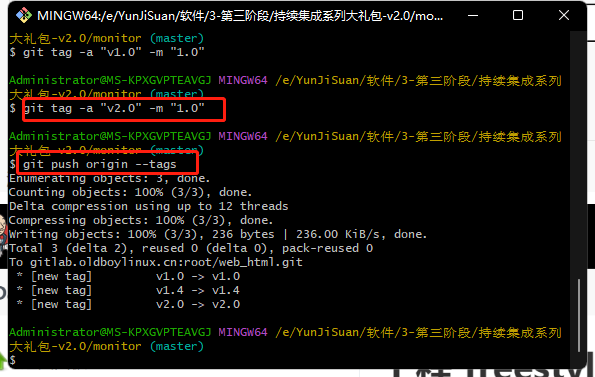 MINGW64:/e/YunJiSuan/软件/3-第三阶段/持续集成系列大礼包-v2.0/mo...
大礼包-v2.0/monitor (master)
$ git tag -a "v1.0" -m "1.0"
Administrator@MS-KPXGVPTEAVGJ MINGW64 /e/YunJiSuan/软件/3-第三阶段/持续集成系列
大礼包-v2.0/monitor (master)
$ git tag -a "v2.0" -m "1.0"
Administrator@MS-KPXGVPTEAVGJ MINGW64 /e/YunJiSuan/软件/3-第三阶段/持续集成系列
大礼包-v2.0/monitor (master)
$ git push origin --tags
Enumerating objects: 3, done.
Counting objects: 100% (3/3), done.
Delta compression using up to 12 threads
Compressing objects: 100% (3/3), done.
Writing objects: 100% (3/3), 236 bytes | 236.00 KiB/s, done.
Total 3 (delta 2), reused 0 (delta 0), pack-reused 0
To gitlab.oldboylinux.cn:root/web_html.git
* [new tag] v1.0 -> v1.0
* [new tag] v1.4 -> v1.4
* [new tag] v2.0 -> v2.0
Administrator@MS-KPXGVPTEAVGJ MINGW64 /e/YunJiSuan/软件/3-第三阶段/持续集成系列
大礼包-v2.0/monitor (master)
$